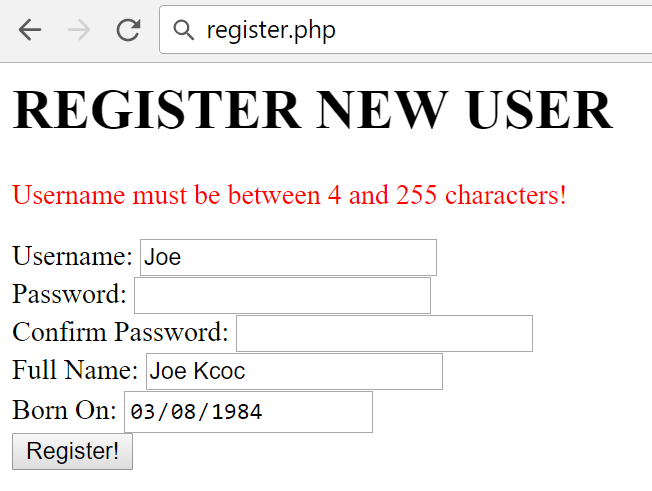 register.php
REGISTER NEW USER
Username must be between 4 and 255 characters!
Username: Joe
Password:
Confirm Password:
Full Name: Joe Kcoc
Born On: 03/08/1984
Register!